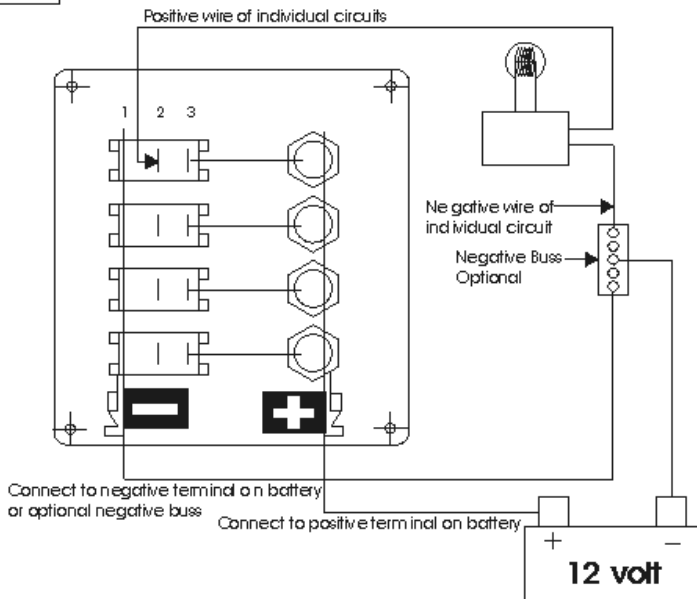 Positive wire of individual circuits
1 2 3
Negative wire of
individual circuit
Negative Buss
Optional
Connect to negative terminal on battery
or optional negative buss
Connect to positive terminal on battery
+ −
12 volt